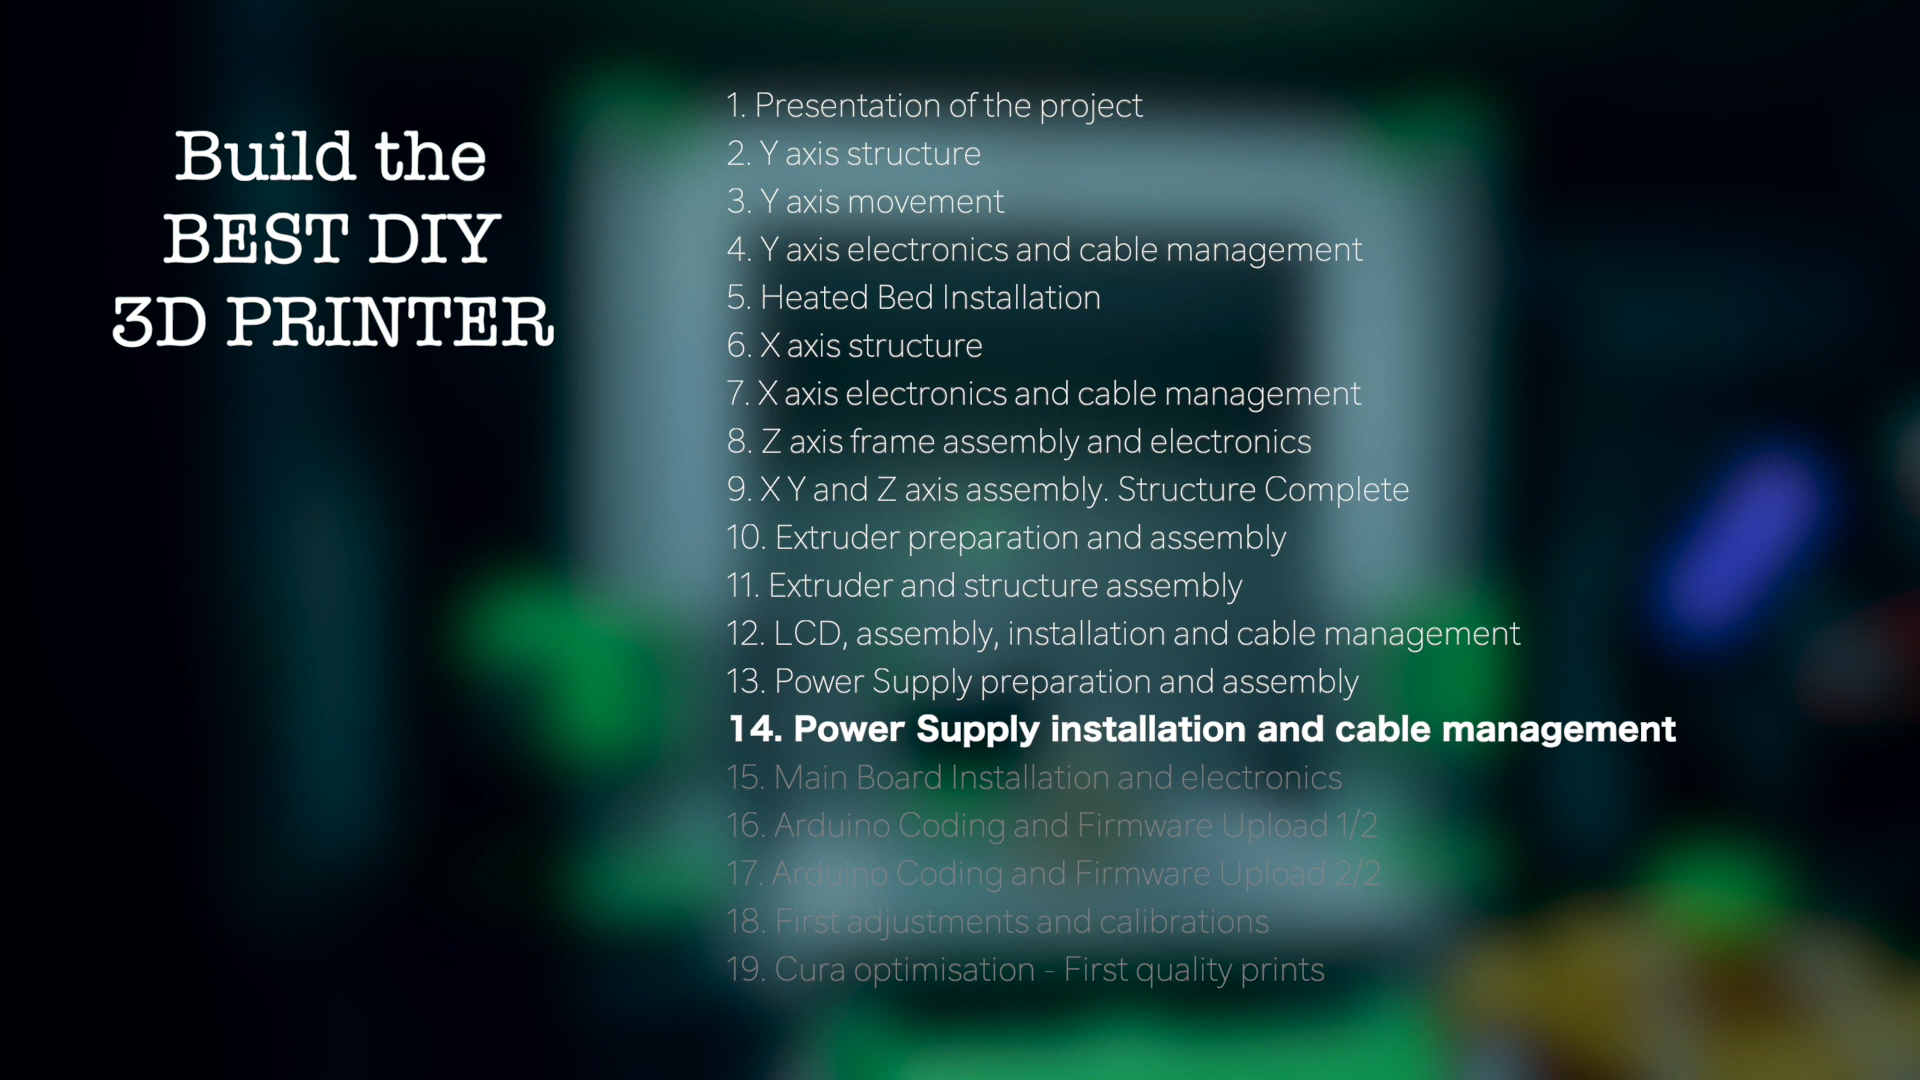 Build the
BEST DIY
3D PRINTER
1. Presentation of the project
2. Y axis structure
3. Y axis movement
4. Y axis electronics and cable management
5. Heated Bed Installation
6. X axis structure
7. X axis electronics and cable management
8. Z axis frame assembly and electronics
9. X Y and Z axis assembly. Structure Complete
10. Extruder preparation and assembly
11. Extruder and structure assembly
12. LCD, assembly, installation and cable management
13. Power Supply preparation and assembly
14. Power Supply installation and cable management
15. Main Board Installation and electronics
16. Arduino Coding and Firmware Upload 1/2
17. Arduino Coding and Firmware Upload 2/2
18. First adjustments and calibrations
19. Cura optimisation - First quality prints